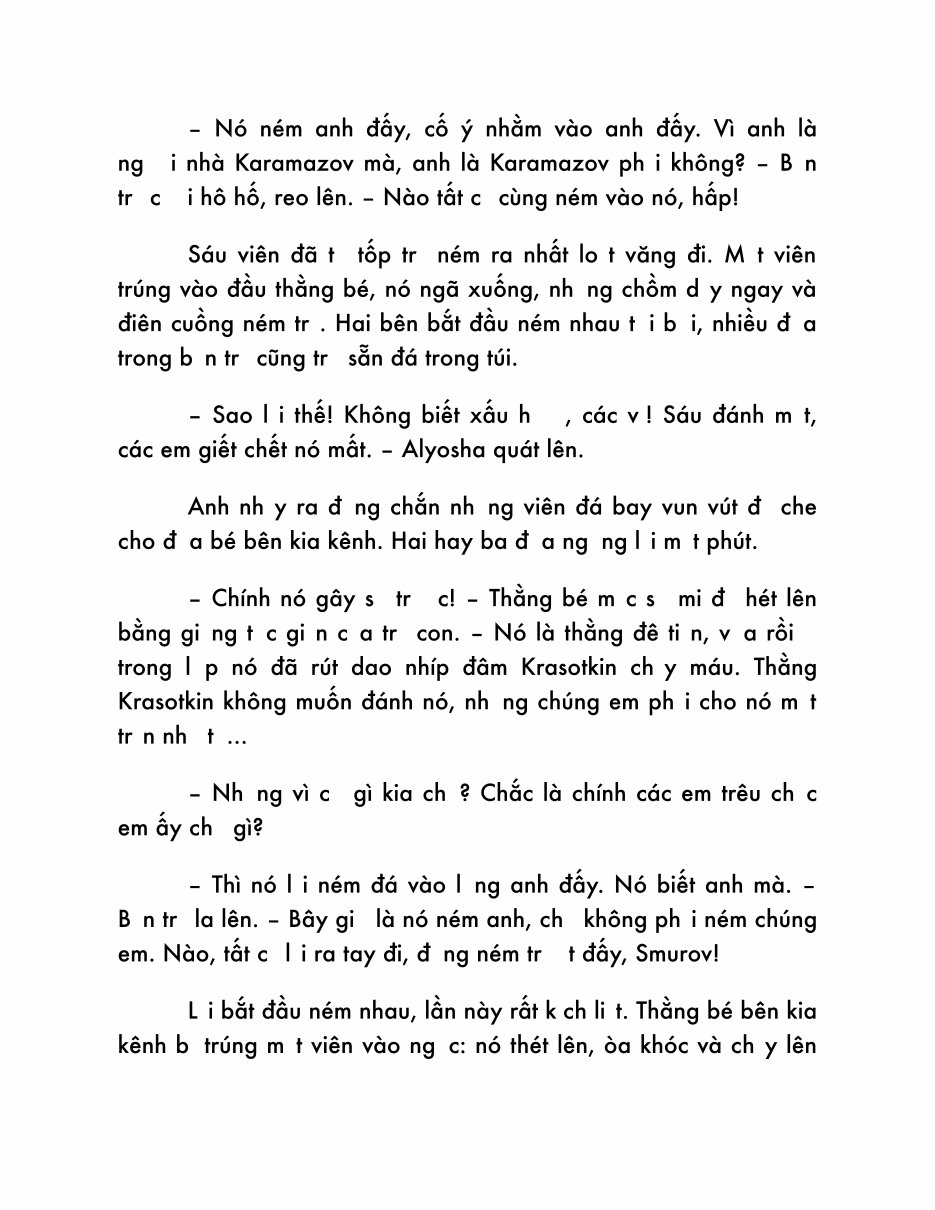 – Nó ném anh đấy, cố ý nhằm vào anh đấy. Vì anh là
ng i nhà Karamazov mà, anh là Karamazov ph i không? – B n
tr c i hô hố, reo lên. – Nào tất c cùng ném vào nó, hấp!
Sáu viên đã t tốp tr ném ra nhất lo t văng đi. M t viên
trúng vào đầu thằng bé, nó ngã xuống, nh ng chồm d y ngay và
điên cuồng ném tr . Hai bên bắt đầu ném nhau t i b i, nhiều đ a
trong b n tr cũng tr sẵn đá trong túi.
– Sao l i thế! Không biết xấu h , các v ! Sáu đánh m t,
các em giết chết nó mất. – Alyosha quát lên.
Anh nh y ra đ ng chắn nh ng viên đá bay vun vút đ che
cho đ a bé bên kia kênh. Hai hay ba đ a ng ng l i m t phút.
– Chính nó gây s tr c! – Thằng bé m c s mi đ hét lên
bằng gi ng t c gi n c a tr con. – Nó là thằng đê ti n, v a rồi
trong l p nó đã rút dao nhíp đâm Krasotkin ch y máu. Thằng
Krasotkin không muốn đánh nó, nh ng chúng em ph i cho nó m t
tr n nh t ...
– Nh ng vì c gì kia ch ? Chắc là chính các em trêu ch c
em ấy ch gì?
– Thì nó l i ném đá vào l ng anh đấy. Nó biết anh mà. –
B n tr la lên. – Bây gi là nó ném anh, ch không ph i ném chúng
em. Nào, tất c l i ra tay đi, đ ng ném tr t đấy, Smurov!
L i bắt đầu ném nhau, lần này rất k ch li t. Thằng bé bên kia
kênh b trúng m t viên vào ng c: nó thét lên, òa khóc và ch y lên